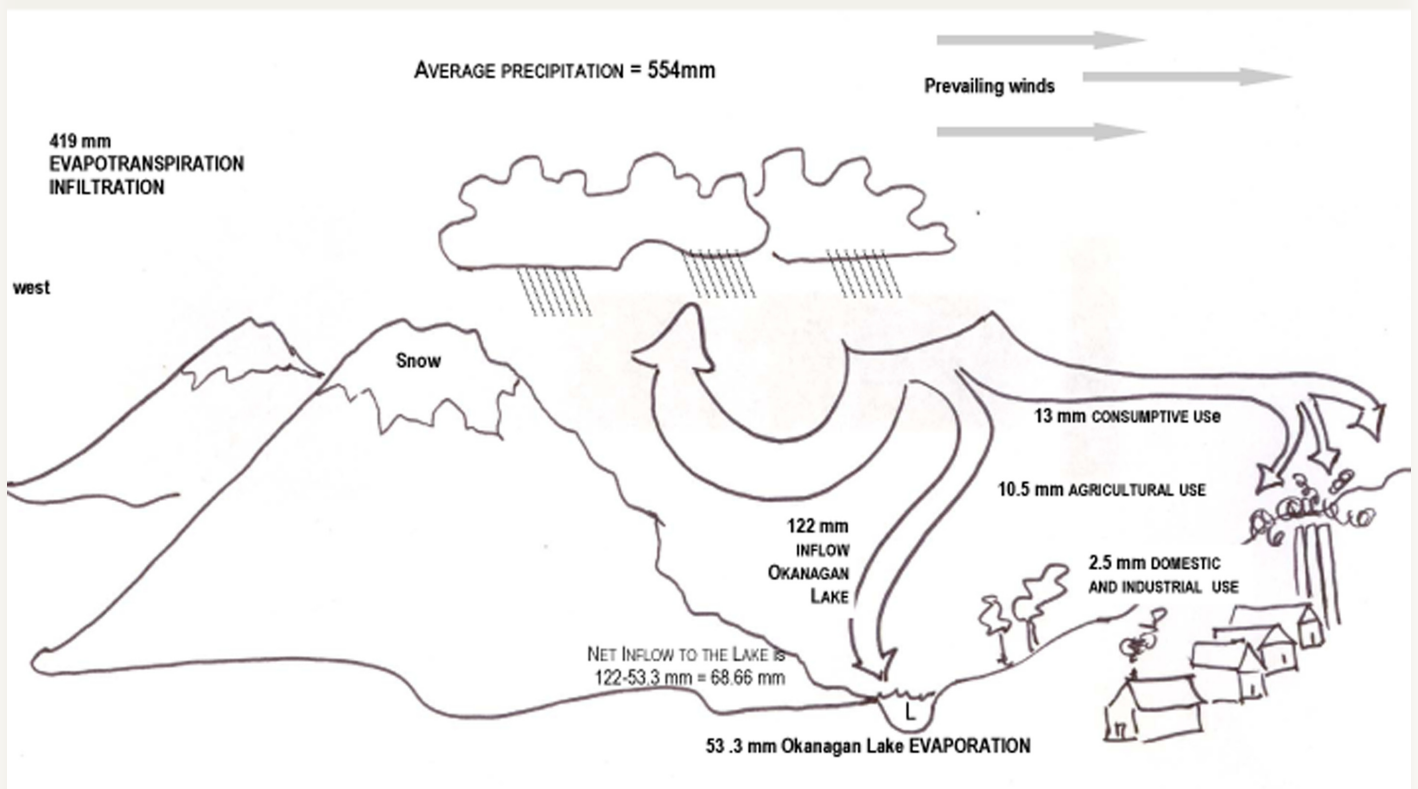 AVERAGE PRECIPITATION = 554mm
Prevailing winds
419 mm
EVAPOTRANSPIRATION
INFILTRATION
west
Snow
13 mm CONSUMPTIVE USe
10.5 mm AGRICULTURAL USE
122 mm
INFLOW
OKANAGAN
LAKE
2.5 mm DOMESTIC
AND INDUSTRIAL USE
NET INFLOW TO THE LAKE is
122-53.3 mm = 68.66 mm
L
53 .3 mm Okanagan Lake EVAPORATION